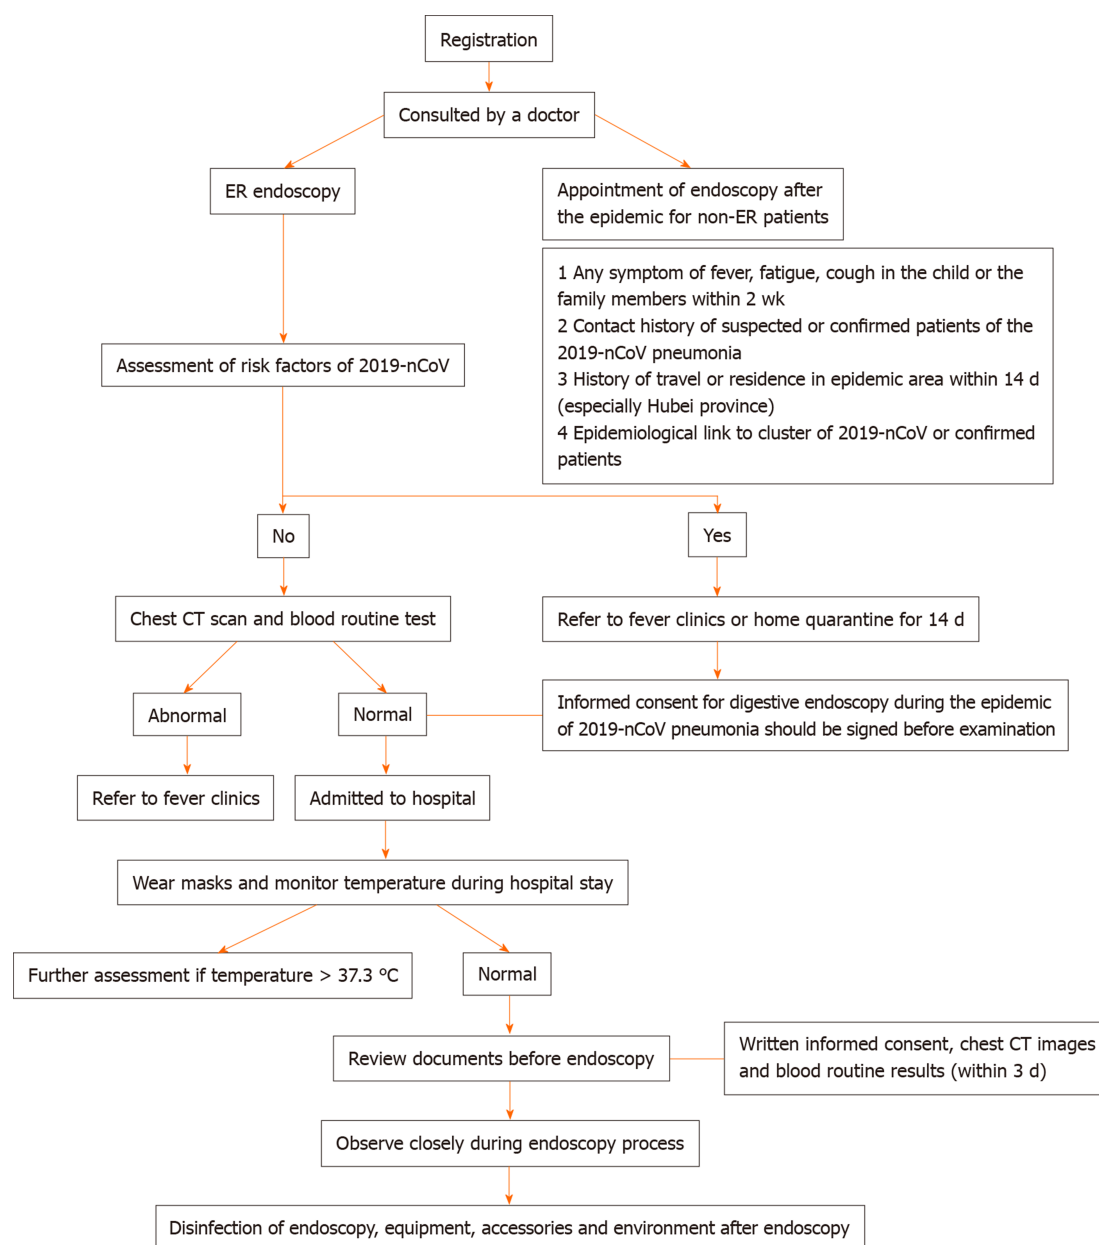 Registration
Consulted by a doctor
ER endoscopy
Appointment of endoscopy after
the epidemic for non-ER patients
1 Any symptom of fever, fatigue, cough in the child or the
family members within 2 wk
2 Contact history of suspected or confirmed patients of the
2019-nCoV pneumonia
3 History of travel or residence in epidemic area within 14 d
(especially Hubei province)
4 Epidemiological link to cluster of 2019-nCoV or confirmed
patients
Assessment of risk factors of 2019-nCoV
No
Yes
Chest CT scan and blood routine test
Refer to fever clinics or home quarantine for 14 d
Abnormal
Normal
Informed consent for digestive endoscopy during the epidemic
of 2019-nCoV pneumonia should be signed before examination
Refer to fever clinics
Admitted to hospital
Wear masks and monitor temperature during hospital stay
Further assessment if temperature > 37.3 °C
Normal
Review documents before endoscopy
Written informed consent, chest CT images
and blood routine results (within 3 d)
Observe closely during endoscopy process
Disinfection of endoscopy, equipment, accessories and environment after endoscopy